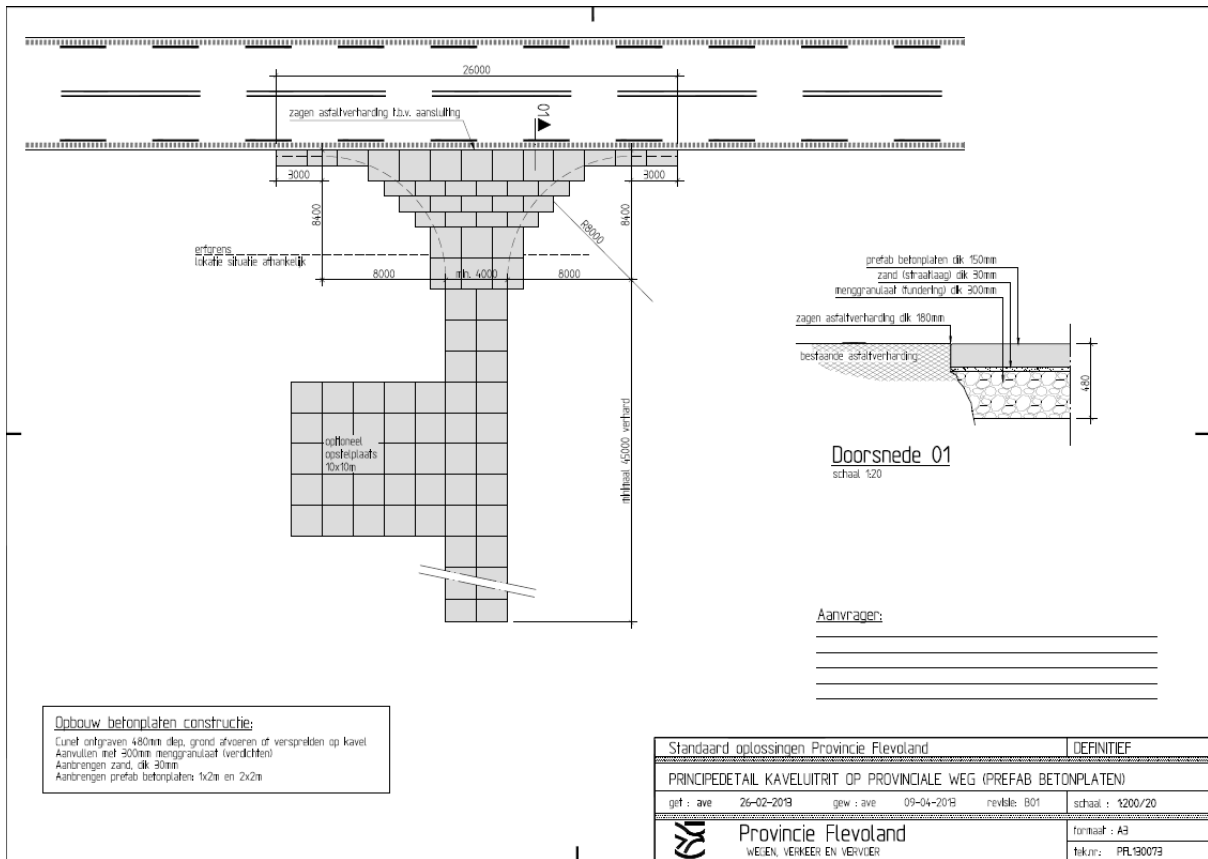 26000
zagen asfaltverharding t.b.v. aansluiting
01
3000
3000
8400
8400
R8000
erfgrens
lokatie situatie afhankelijk
8000
min. 4000
8000
minimaal 45000 verhard
optioneel
opstelplaats
10x10m
prefab betonplaten dik 150mm
zand (straatlaag) dik 30mm
menggranulaat (fundering) dik 300mm
zagen asfaltverharding dik 180mm
bestaande asfaltverharding
480
Doorsnede 01
schaal 1:20
Aanvrager:
Opbouw betonplaten constructie:
Cunet ontgraven 480mm diep, grond afvoeren of verspreiden op kavel
Aanvullen met 300mm menggranulaat (verdichten)
Aanbrengen zand, dik 30mm
Aanbrengen prefab betonplaten: 1x2m en 2x2m
Standaard oplossingen Provincie Flevoland
DEFINITIEF
PRINCIPEDETAIL KAVELUITRIT OP PROVINCIALE WEG (PREFAB BETONPLATEN)
get : ave 26-02-2013 gew : ave 09-04-2013 revisie: B01 schaal : 1:200/20
Provincie Flevoland
WEGEN, VERKEER EN VERVOER
formaat : A3
tek.nr: PFL130073